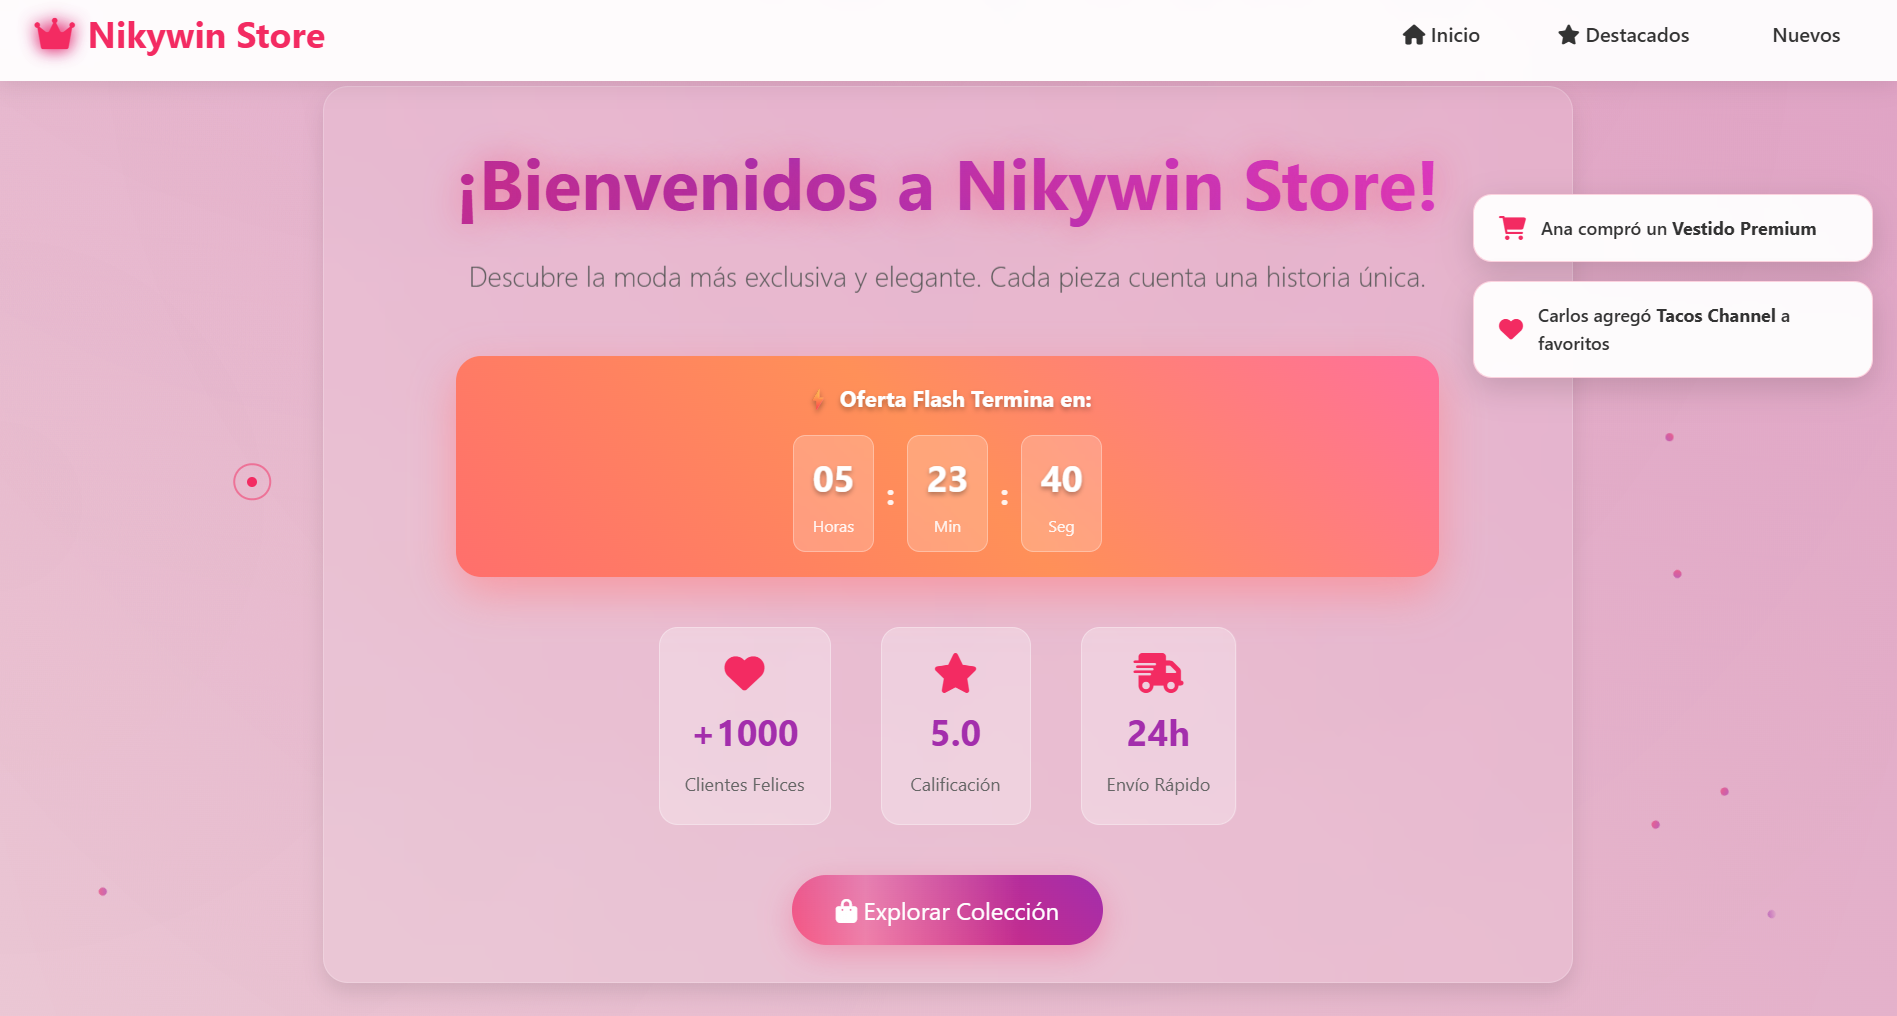 Nikywin Store
Inicio
Destacados
Nuevos
¡Bienvenidos a Nikywin Store!
Descubre la moda más exclusiva y elegante. Cada pieza cuenta una historia única.
Ana compró un Vestido Premium
Carlos agregó Tacos Channel a
favoritos
Oferta Flash Termina en:
05 : 23 : 40
Horas Min Seg
+1000 5.0 24h
Clientes Felices Calificación Envío Rápido
Explorar Colección